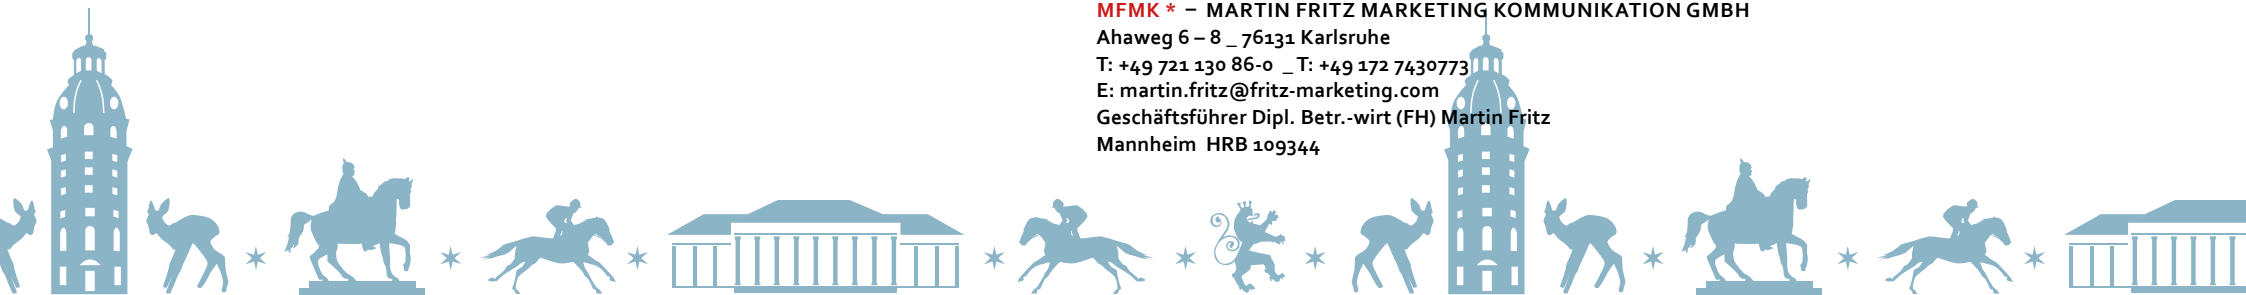 MFMK * – MARTIN FRITZ MARKETING KOMMUNIKATION GMBH
Ahaweg 6 – 8 _ 76131 Karlsruhe
T: +49 721 130 86-0 _ T: +49 172 7430773
E: martin.fritz@fritz-marketing.com
Geschäftsführer Dipl. Betr.-wirt (FH) Martin Fritz
Mannheim HRB 109344